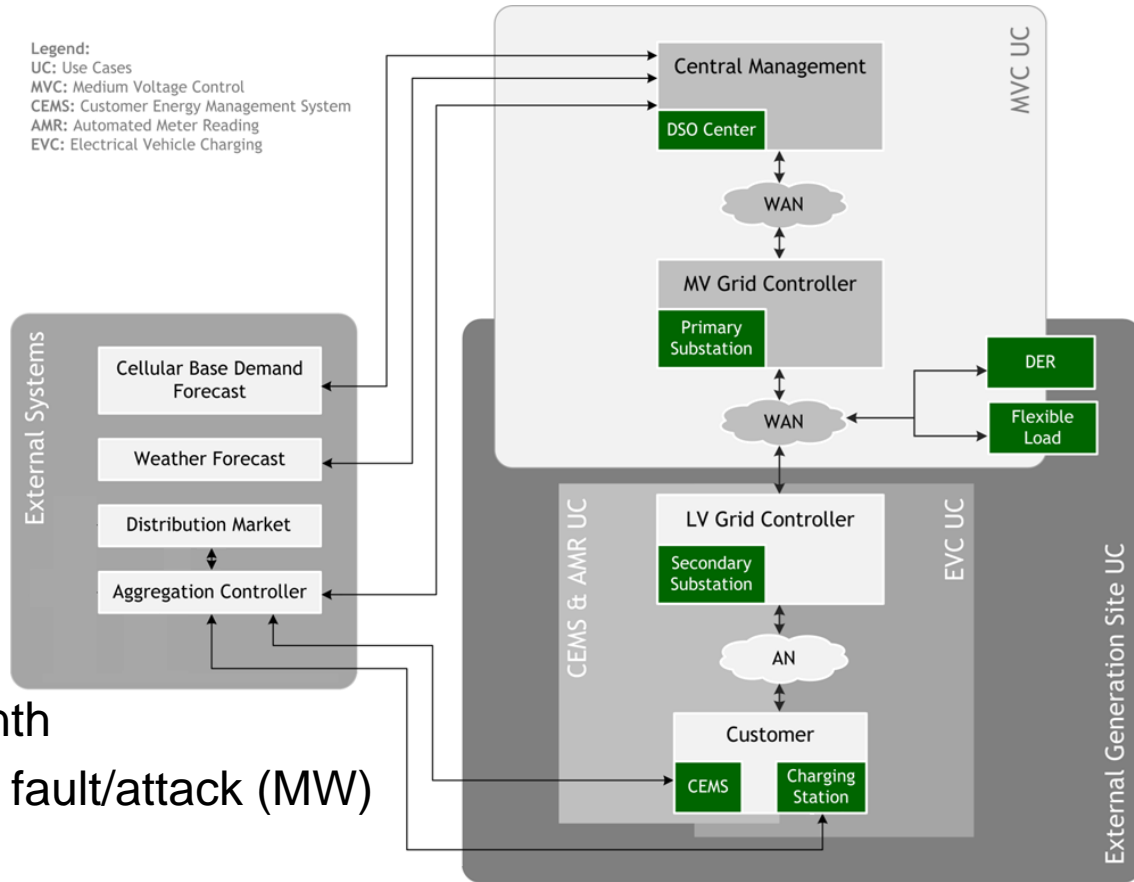 Legend:
UC: Use Cases
MVC: Medium Voltage Control
CEMS: Customer Energy Management System
AMR: Automated Meter Reading
EVC: Electrical Vehicle Charging
MVC UC
Central Management
DSO Center
WAN
MV Grid Controller
Primary
Substation
WAN
DER
Flexible
Load
External Systems
Cellular Base Demand
Forecast
Weather Forecast
Distribution Market
Aggregation Controller
CEMS & AMR UC
LV Grid Controller
Secondary
Substation
EVC UC
External Generation Site UC
AN
Customer
CEMS
Charging
Station
nth
fault/attack (MW)